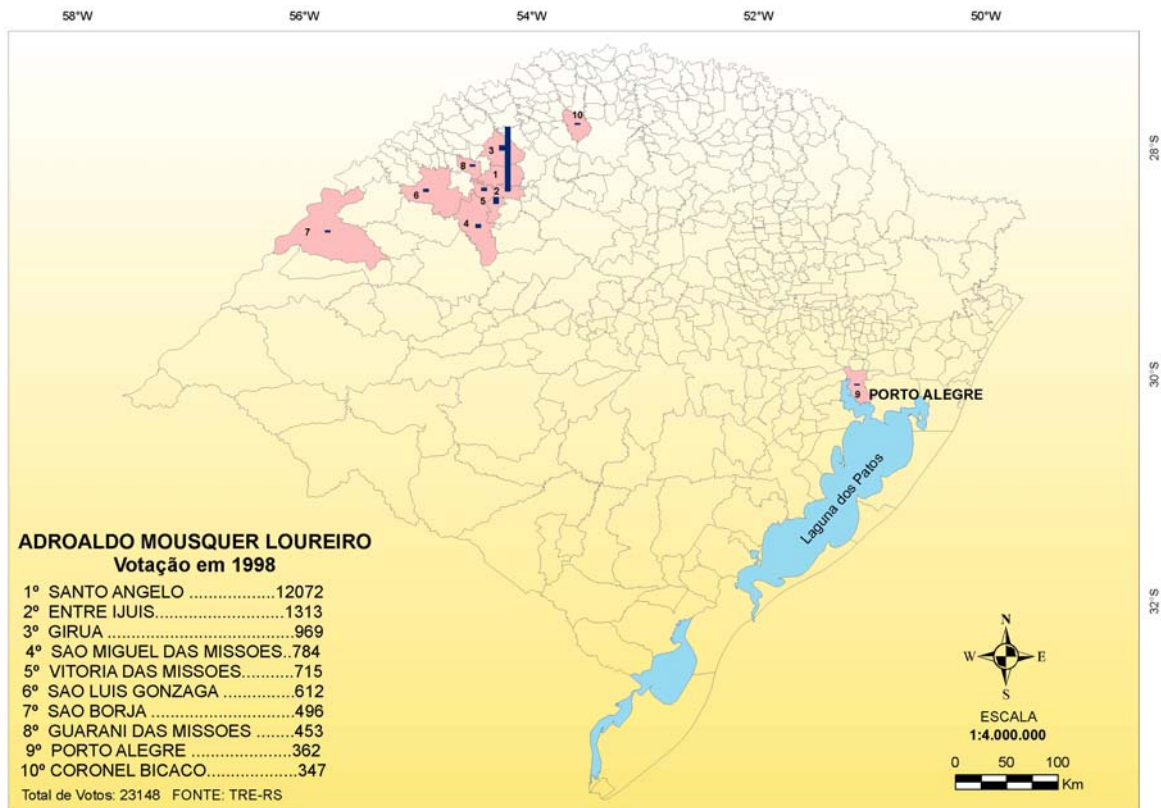 58°W 56°W 54°W 52°W 50°W
28°S
30°S
32°S
10
3
8
1
6
2
5
4
7
9
PORTO ALEGRE
Laguna dos Patos
ADROALDO MOUSQUER LOUREIRO
Votação em 1998
1º SANTO ANGELO .................12072
2º ENTRE IJUIS.......................1313
3º GIRUA ..................................969
4º SAO MIGUEL DAS MISSOES..784
5º VITORIA DAS MISSOES.........715
6º SAO LUIS GONZAGA ............612
7º SAO BORJA .........................496
8º GUARANI DAS MISSOES ......453
9º PORTO ALEGRE ..................362
10º CORONEL BICACO...............347
Total de Votos: 23148 FONTE: TRE-RS
N
W E
S
ESCALA
1:4.000.000
0 50 100
Km